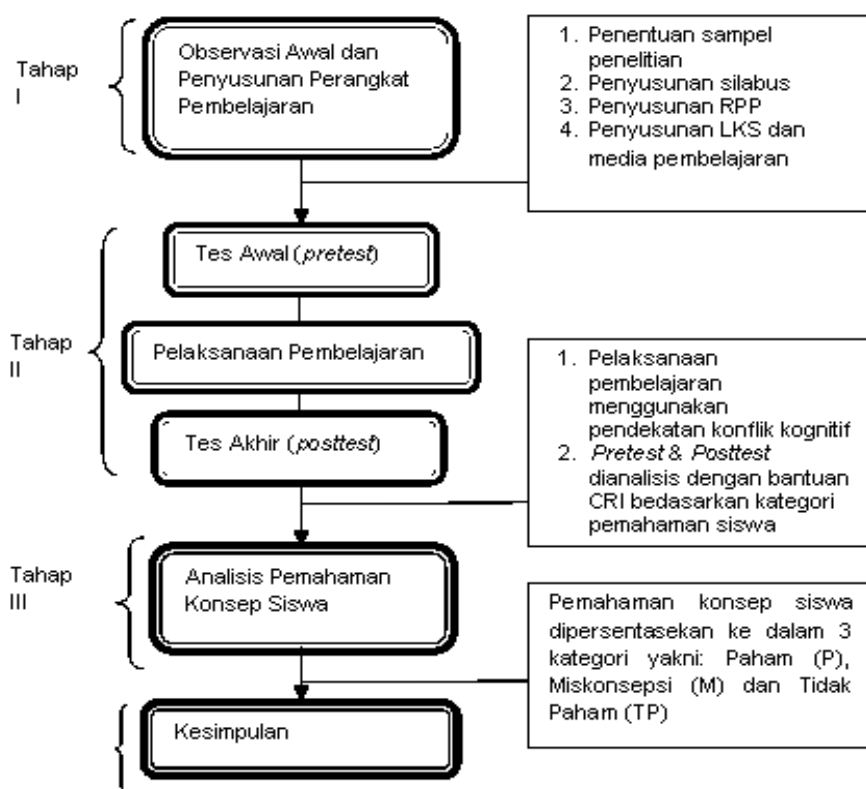 Tahap
I
Observasi Awal dan
Penyusunan Perangkat
Pembelajaran
1. Penentuan sampel
penelitian
2. Penyusunan silabus
3. Penyusunan RPP
4. Penyusunan LKS dan
media pembelajaran
Tahap
II
Tes Awal (pretest)
Pelaksanaan Pembelajaran
Tes Akhir (posttest)
1. Pelaksanaan
pembelajaran
menggunakan
pendekatan konflik kognitif
2. Pretest & Posttest
dianalisis dengan bantuan
CRI bedasarkan kategori
pemahaman siswa
Tahap
III
Analisis Pemahaman
Konsep Siswa
Pemahaman konsep siswa
dipersentasekan ke dalam 3
kategori yakni: Paham (P),
Miskonsepsi (M) dan Tidak
Paham (TP)
Kesimpulan